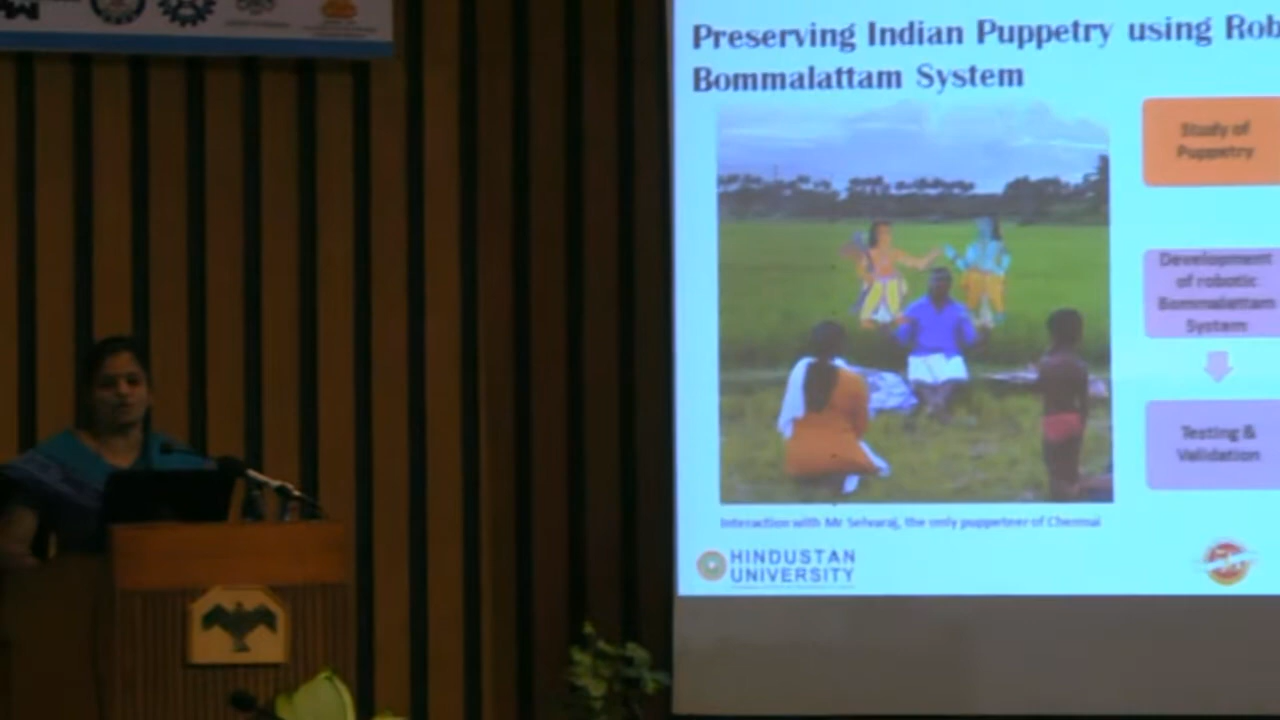 Preserving Indian Puppetry using Rob
Bommalattam System
Study of
Puppetry
Development
of robotic
Bommalattam
System
Testing &
Validation
Interaction with Mr Selvaraj, the only puppeteer of Chennai
HINDUSTAN
UNIVERSITY